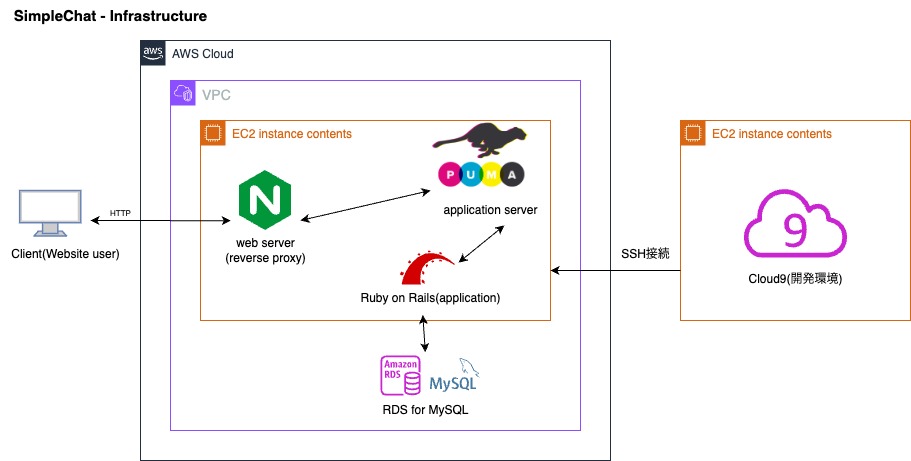 SimpleChat - Infrastructure
aws
AWS Cloud
VPC
EC2 instance contents
EC2 instance contents
PUMA
application server
N
HTTP
Client(Website user)
web server
(reverse proxy)
SSH接続
9
Cloud9(開発環境)
Ruby on Rails(application)
Amazon
RDS
MySQL
RDS for MySQL